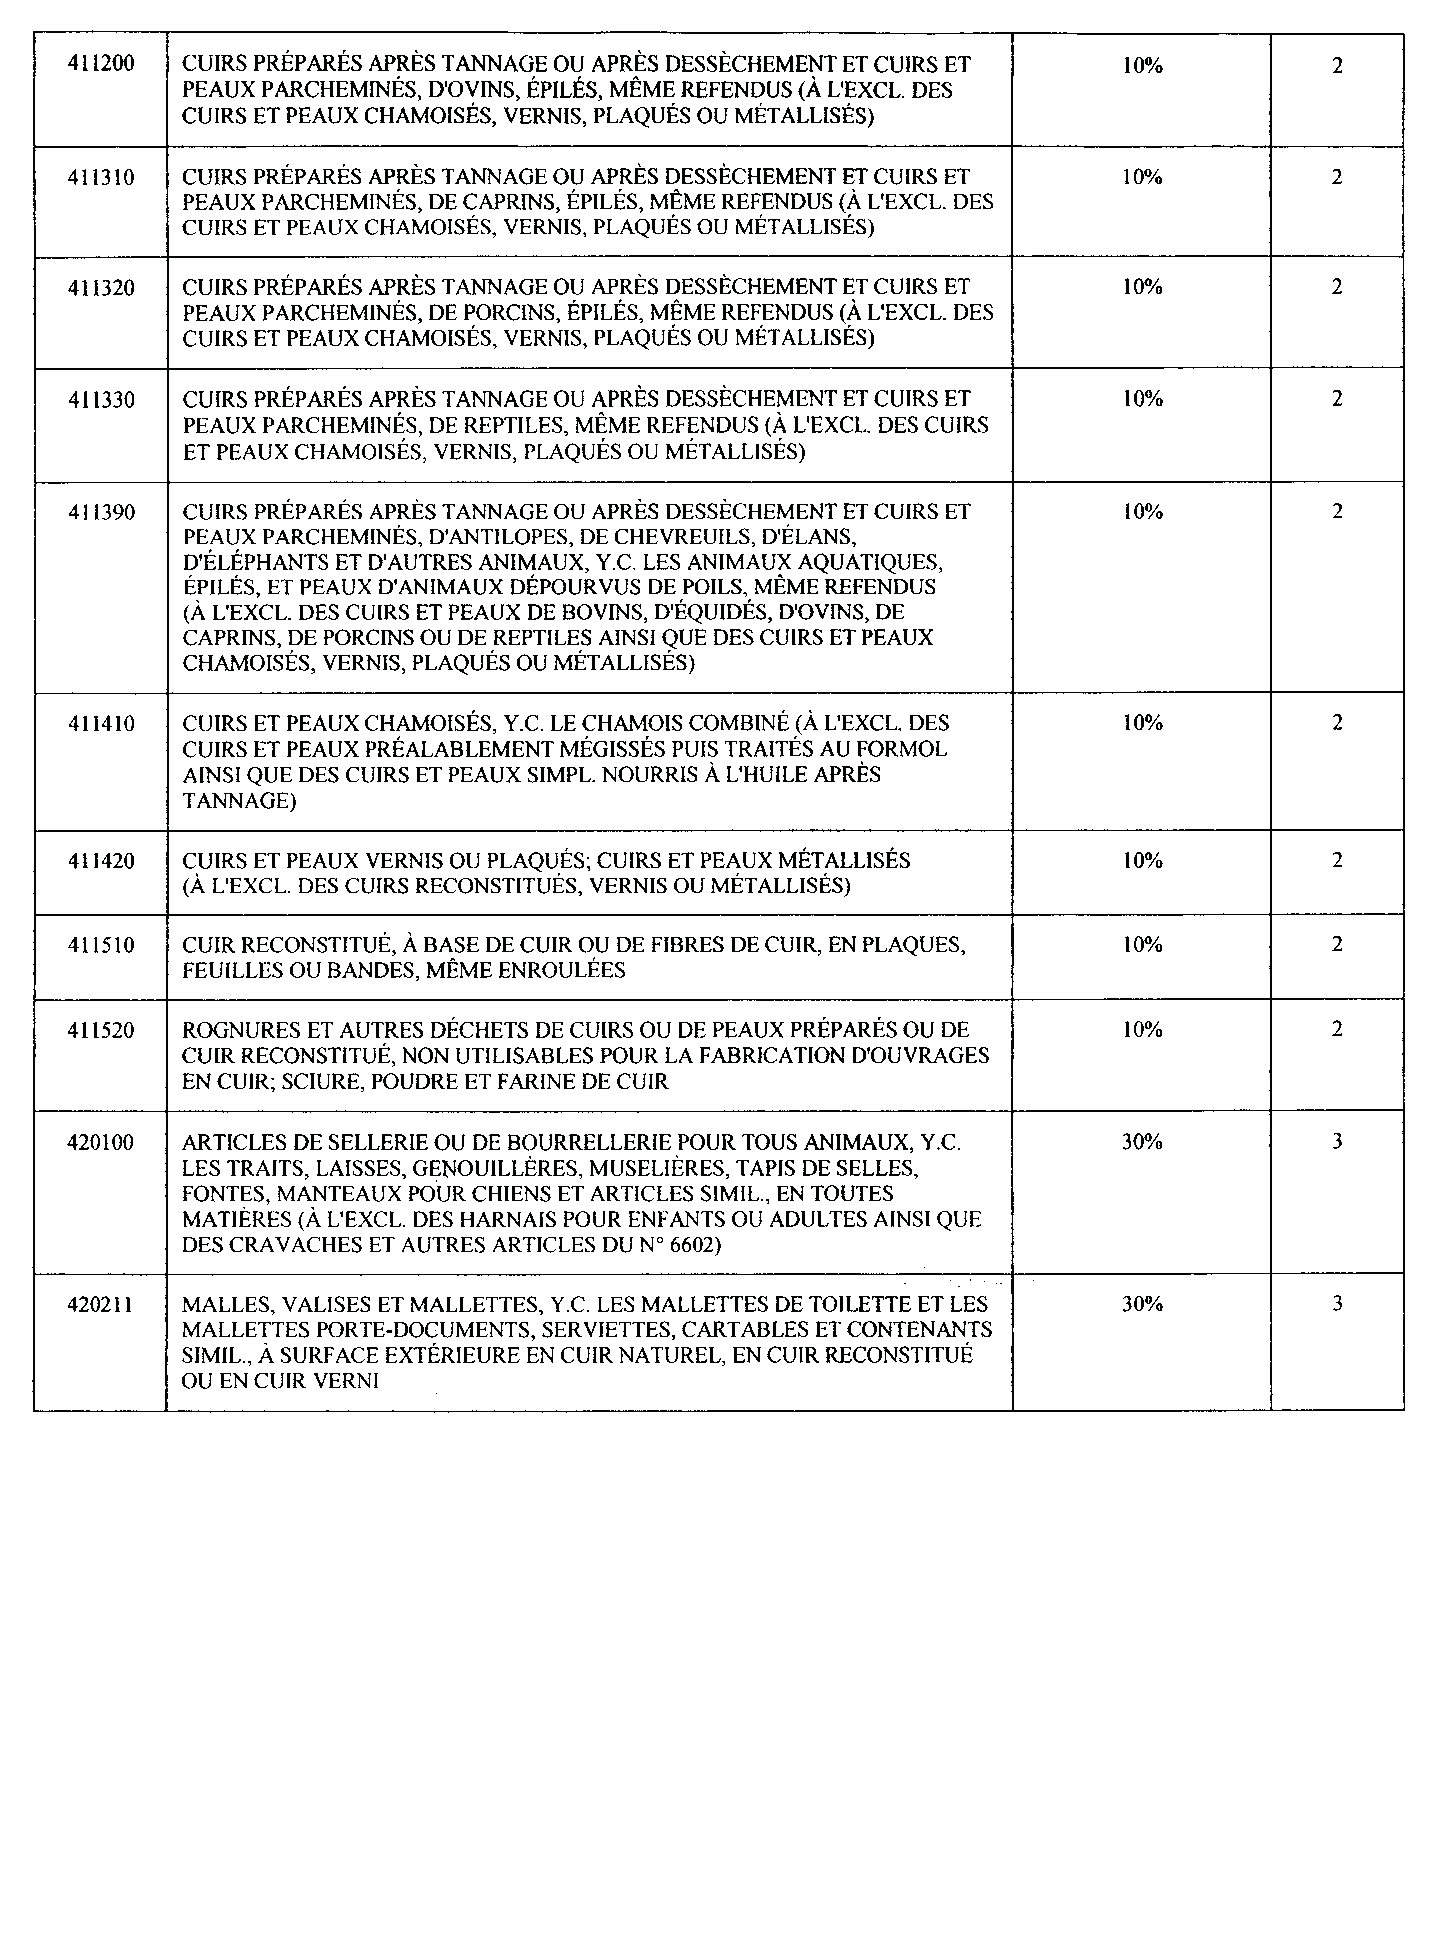 411200 CUIRS PRÉPARÉS APRÈS TANNAGE OU APRÈS DESSÈCHEMENT ET CUIRS ET 10% 2
PEAUX PARCHEMINÉS, D'OVINS, ÉPILÉS, MÊME REFENDUS (À L'EXCL. DES
CUIRS ET PEAUX CHAMOISÉS, VERNIS, PLAQUÉS OU MÉTALLISÉS)
411310 CUIRS PRÉPARÉS APRÈS TANNAGE OU APRÈS DESSÈCHEMENT ET CUIRS ET 10% 2
PEAUX PARCHEMINÉS, DE CAPRINS, ÉPILÉS, MÊME REFENDUS (À L'EXCL. DES
CUIRS ET PEAUX CHAMOISÉS, VERNIS, PLAQUÉS OU MÉTALLISÉS)
411320 CUIRS PRÉPARÉS APRÈS TANNAGE OU APRÈS DESSÈCHEMENT ET CUIRS ET 10% 2
PEAUX PARCHEMINÉS, DE PORCINS, ÉPILÉS, MÊME REFENDUS (À L'EXCL. DES
CUIRS ET PEAUX CHAMOISÉS, VERNIS, PLAQUÉS OU MÉTALLISÉS)
411330 CUIRS PRÉPARÉS APRÈS TANNAGE OU APRÈS DESSÈCHEMENT ET CUIRS ET 10% 2
PEAUX PARCHEMINÉS, DE REPTILES, MÊME REFENDUS (À L'EXCL. DES CUIRS
ET PEAUX CHAMOISÉS, VERNIS, PLAQUÉS OU MÉTALLISÉS)
411390 CUIRS PRÉPARÉS APRÈS TANNAGE OU APRÈS DESSÈCHEMENT ET CUIRS ET 10% 2
PEAUX PARCHEMINÉS, D'ANTILOPES, DE CHEVREUILS, D'ÉLANS,
D'ÉLÉPHANTS ET D'AUTRES ANIMAUX, Y.C. LES ANIMAUX AQUATIQUES,
ÉPILÉS, ET PEAUX D'ANIMAUX DÉPOURVUS DE POILS, MÊME REFENDUS
(À L'EXCL. DES CUIRS ET PEAUX DE BOVINS, D'ÉQUIDÉS, D'OVINS, DE
CAPRINS, DE PORCINS OU DE REPTILES AINSI QUE DES CUIRS ET PEAUX
CHAMOISÉS, VERNIS, PLAQUÉS OU MÉTALLISÉS)
411410 CUIRS ET PEAUX CHAMOISÉS, Y.C. LE CHAMOIS COMBINÉ (À L'EXCL. DES 10% 2
CUIRS ET PEAUX PRÉALABLEMENT MÉGISSÉS PUIS TRAITÉS AU FORMOL
AINSI QUE DES CUIRS ET PEAUX SIMPL. NOURRIS À L'HUILE APRÈS
TANNAGE)
411420 CUIRS ET PEAUX VERNIS OU PLAQUÉS; CUIRS ET PEAUX MÉTALLISÉS 10% 2
(À L'EXCL. DES CUIRS RECONSTITUÉS, VERNIS OU MÉTALLISÉS)
411510 CUIR RECONSTITUÉ, À BASE DE CUIR OU DE FIBRES DE CUIR, EN PLAQUES, 10% 2
FEUILLES OU BANDES, MÊME ENROULÉES
411520 ROGNURES ET AUTRES DÉCHETS DE CUIRS OU DE PEAUX PRÉPARÉS OU DE 10% 2
CUIR RECONSTITUÉ, NON UTILISABLES POUR LA FABRICATION D'OUVRAGES
EN CUIR; SCIURE, POUDRE ET FARINE DE CUIR
420100 ARTICLES DE SELLERIE OU DE BOURRELLERIE POUR TOUS ANIMAUX, Y.C. 30% 3
LES TRAITS, LAISSES, GENOUILLÈRES, MUSELIÈRES, TAPIS DE SELLES,
FONTES, MANTEAUX POUR CHIENS ET ARTICLES SIMIL., EN TOUTES
MATIÈRES (À L'EXCL. DES HARNAIS POUR ENFANTS OU ADULTES AINSI QUE
DES CRAVACHES ET AUTRES ARTICLES DU N° 6602)
420211 MALLES, VALISES ET MALLETTES, Y.C. LES MALLETTES DE TOILETTE ET LES 30% 3
MALLETTES PORTE-DOCUMENTS, SERVIETTES, CARTABLES ET CONTENANTS
SIMIL., À SURFACE EXTÉRIEURE EN CUIR NATUREL, EN CUIR RECONSTITUÉ
OU EN CUIR VERNI